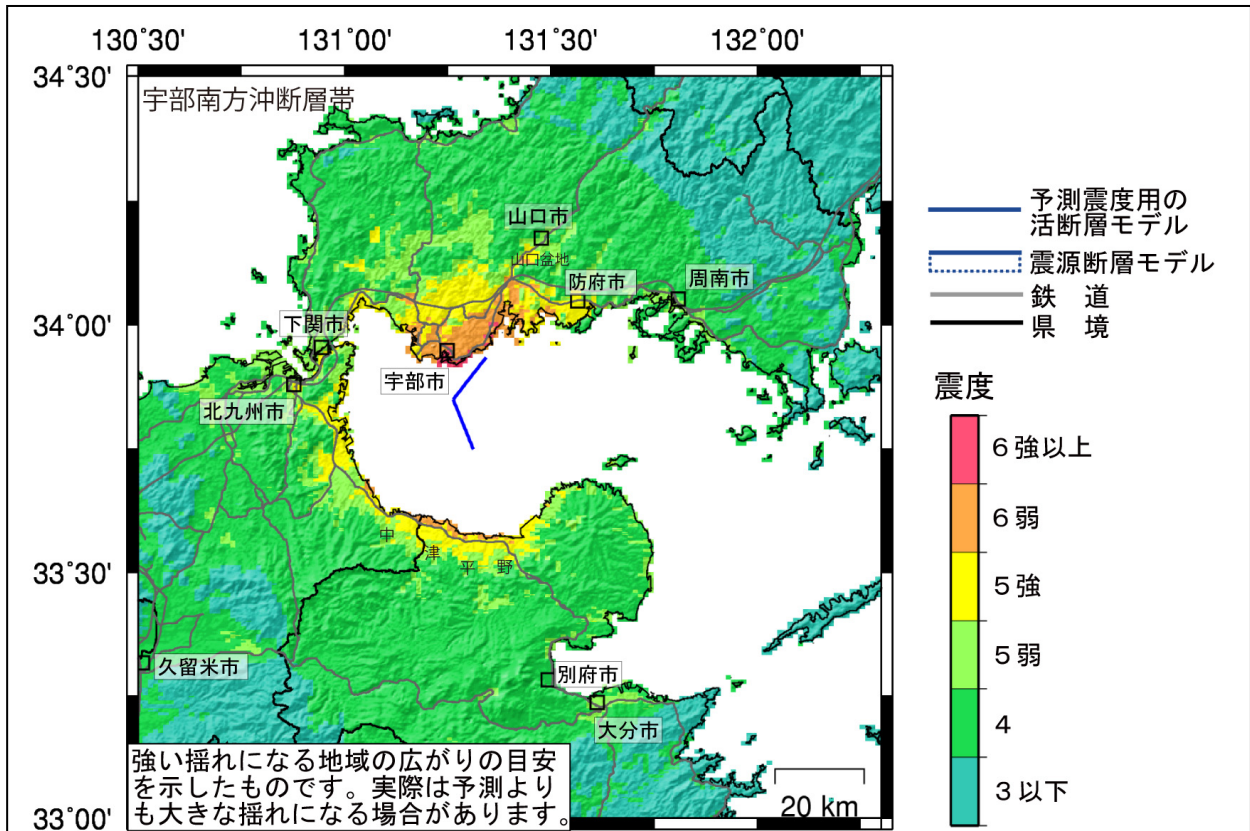 130˚30' 131˚00' 131˚30' 132˚00'
34˚30'
宇部南方沖断層帯
山口市
山口盆地
防府市
周南市
34˚00'
下関市
宇部市
北九州市
中津平野
33˚30'
久留米市
別府市
大分市
強い揺れになる地域の広がりの目安
を示したものです。実際は予測より
も大きな揺れになる場合があります。
20 km
33˚00'
予測震度用の
活断層モデル
震源断層モデル
鉄 道
県 境
震度
6強以上
6弱
5強
5弱
4
3以下